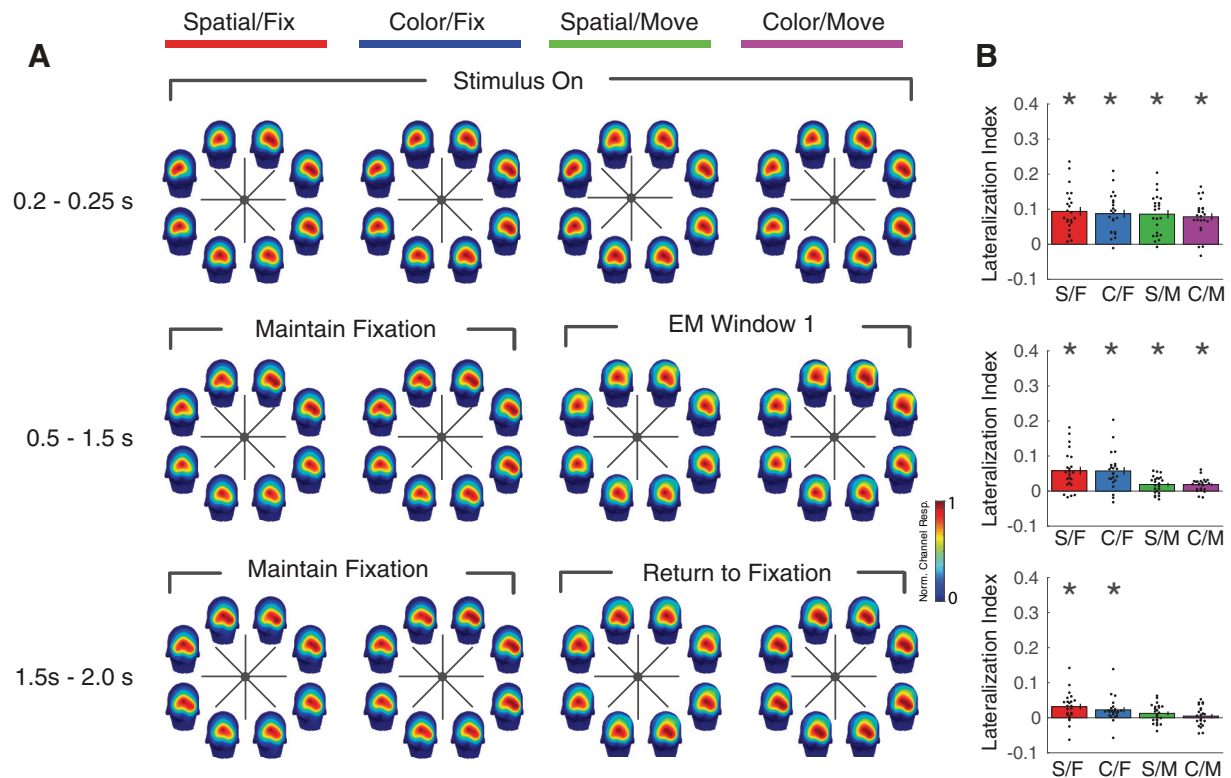 Spatial/Fix Color/Fix Spatial/Move Color/Move
A
B
Stimulus On
0.2 - 0.25 s
Lateralization Index
0.4
0.3
0.2
0.1
0
-0.1
* * * *
S/F C/F S/M C/M
Maintain Fixation EM Window 1
0.5 - 1.5 s
Norm. Channel Resp.
1
0
Lateralization Index
0.4
0.3
0.2
0.1
0
-0.1
* * * *
S/F C/F S/M C/M
Maintain Fixation Return to Fixation
1.5s - 2.0 s
Lateralization Index
0.4
0.3
0.2
0.1
0
-0.1
* *
S/F C/F S/M C/M